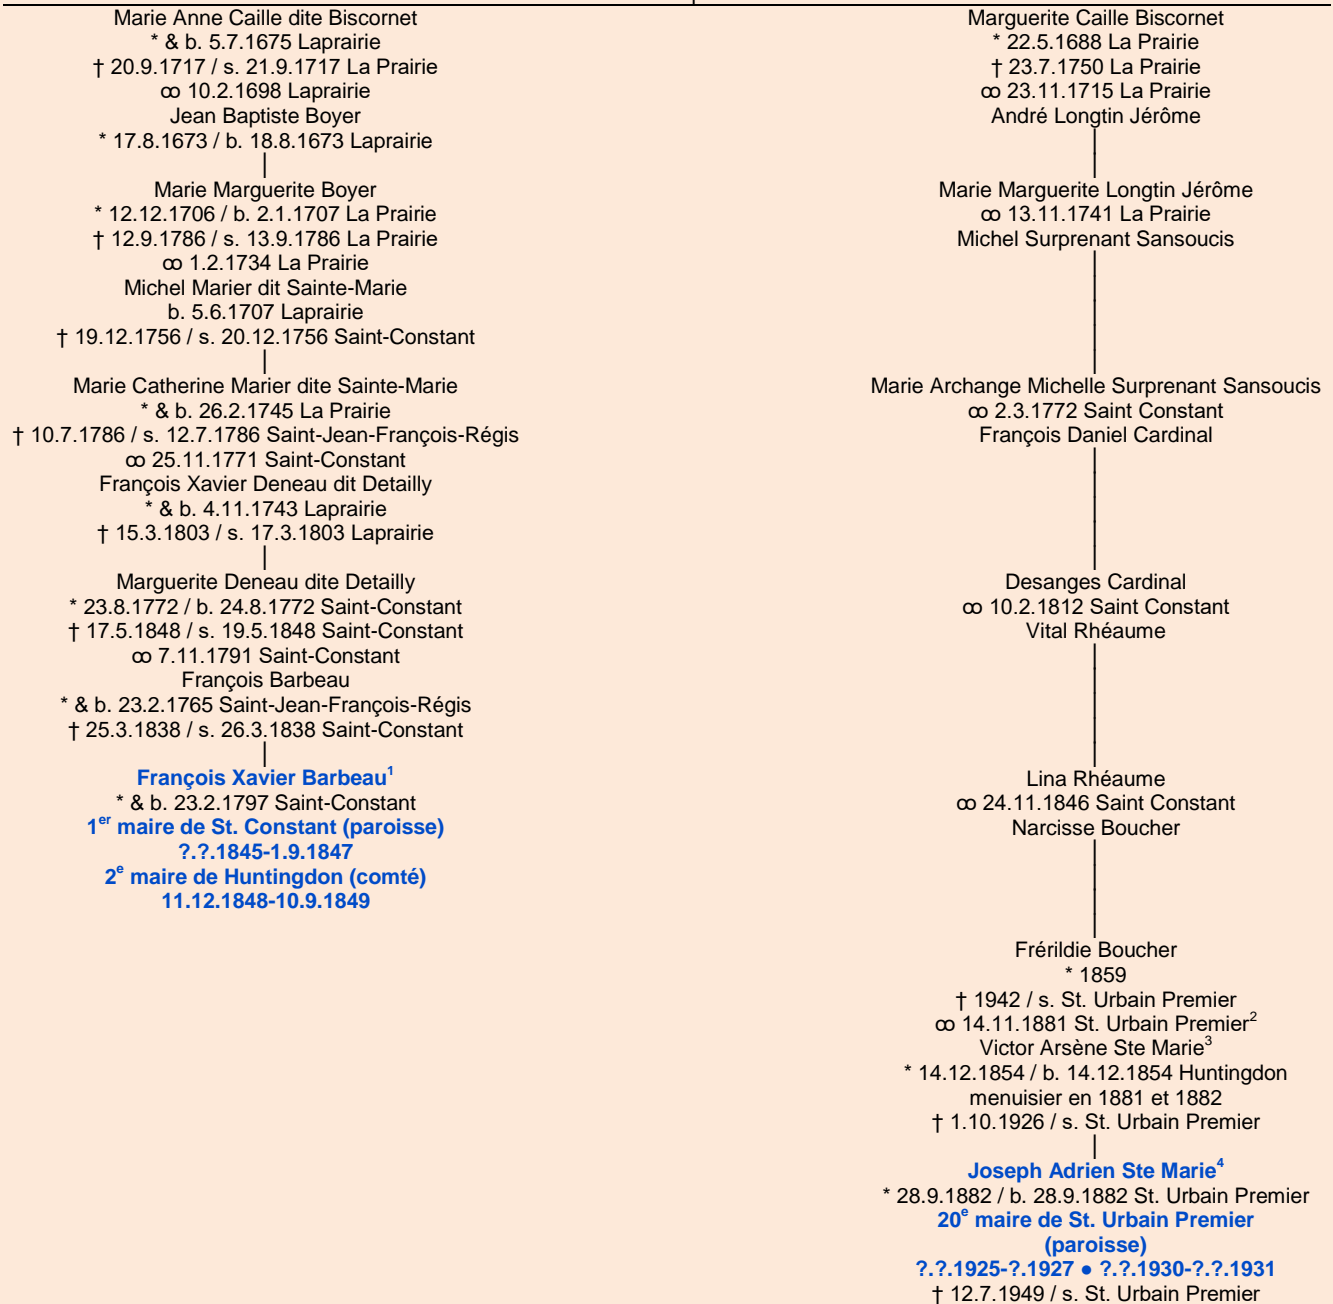 Marie Anne Caille dite Biscornet
* & b. 5.7.1675 Laprairie
† 20.9.1717 / s. 21.9.1717 La Prairie
ꝏ 10.2.1698 Laprairie
Jean Baptiste Boyer
* 17.8.1673 / b. 18.8.1673 Laprairie
Marie Marguerite Boyer
* 12.12.1706 / b. 2.1.1707 La Prairie
† 12.9.1786 / s. 13.9.1786 La Prairie
ꝏ 1.2.1734 La Prairie
Michel Marier dit Sainte-Marie
b. 5.6.1707 Laprairie
† 19.12.1756 / s. 20.12.1756 Saint-Constant
Marie Catherine Marier dite Sainte-Marie
* & b. 26.2.1745 La Prairie
† 10.7.1786 / s. 12.7.1786 Saint-Jean-François-Régis
ꝏ 25.11.1771 Saint-Constant
François Xavier Deneau dit Detailly
* & b. 4.11.1743 Laprairie
† 15.3.1803 / s. 17.3.1803 Laprairie
Marguerite Deneau dite Detailly
* 23.8.1772 / b. 24.8.1772 Saint-Constant
† 17.5.1848 / s. 19.5.1848 Saint-Constant
ꝏ 7.11.1791 Saint-Constant
François Barbeau
* & b. 23.2.1765 Saint-Jean-François-Régis
† 25.3.1838 / s. 26.3.1838 Saint-Constant
François Xavier Barbeau¹
* & b. 23.2.1797 Saint-Constant
1er maire de St. Constant (paroisse)
?.?.1845-1.9.1847
2e maire de Huntingdon (comté)
11.12.1848-10.9.1849
Marguerite Caille Biscornet
* 22.5.1688 La Prairie
† 23.7.1750 La Prairie
ꝏ 23.11.1715 La Prairie
André Longtin Jérôme
Marie Marguerite Longtin Jérôme
ꝏ 13.11.1741 La Prairie
Michel Surprenant Sansoucis
Marie Archange Michelle Surprenant Sansoucis
ꝏ 2.3.1772 Saint Constant
François Daniel Cardinal
Desanges Cardinal
ꝏ 10.2.1812 Saint Constant
Vital Rhéaume
Lina Rhéaume
ꝏ 24.11.1846 Saint Constant
Narcisse Boucher
Frérildie Boucher
* 1859
† 1942 / s. St. Urbain Premier
ꝏ 14.11.1881 St. Urbain Premier²
Victor Arsène Ste Marie³
* 14.12.1854 / b. 14.12.1854 Huntingdon
menuisier en 1881 et 1882
† 1.10.1926 / s. St. Urbain Premier
Joseph Adrien Ste Marie⁴
* 28.9.1882 / b. 28.9.1882 St. Urbain Premier
20e maire de St. Urbain Premier
(paroisse)
?.?.1925-?.1927 ● ?.?.1930-?.?.1931
† 12.7.1949 / s. St. Urbain Premier